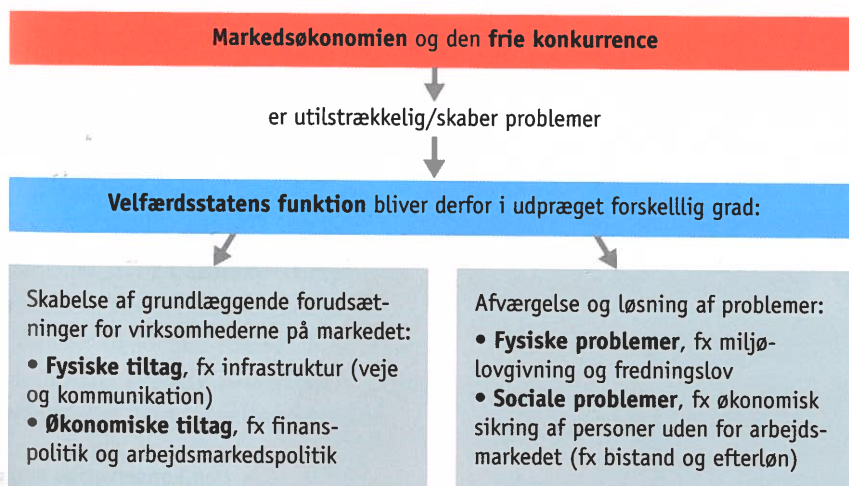 Markedsøkonomien og den frie konkurrence
er utilstrækkelig/skaber problemer
Velfærdsstatens funktion bliver derfor i udpræget forskelllig grad:
Skabelse af grundlæggende forudsæt-
ninger for virksomhederne på markedet:
• Fysiske tiltag, fx infrastruktur (veje
og kommunikation)
• Økonomiske tiltag, fx finans-
politik og arbejdsmarkedspolitik
Afværgelse og løsning af problemer:
• Fysiske problemer, fx miljø-
lovgivning og fredningslov
• Sociale problemer, fx økonomisk
sikring af personer uden for arbejds-
markedet (fx bistand og efterløn)